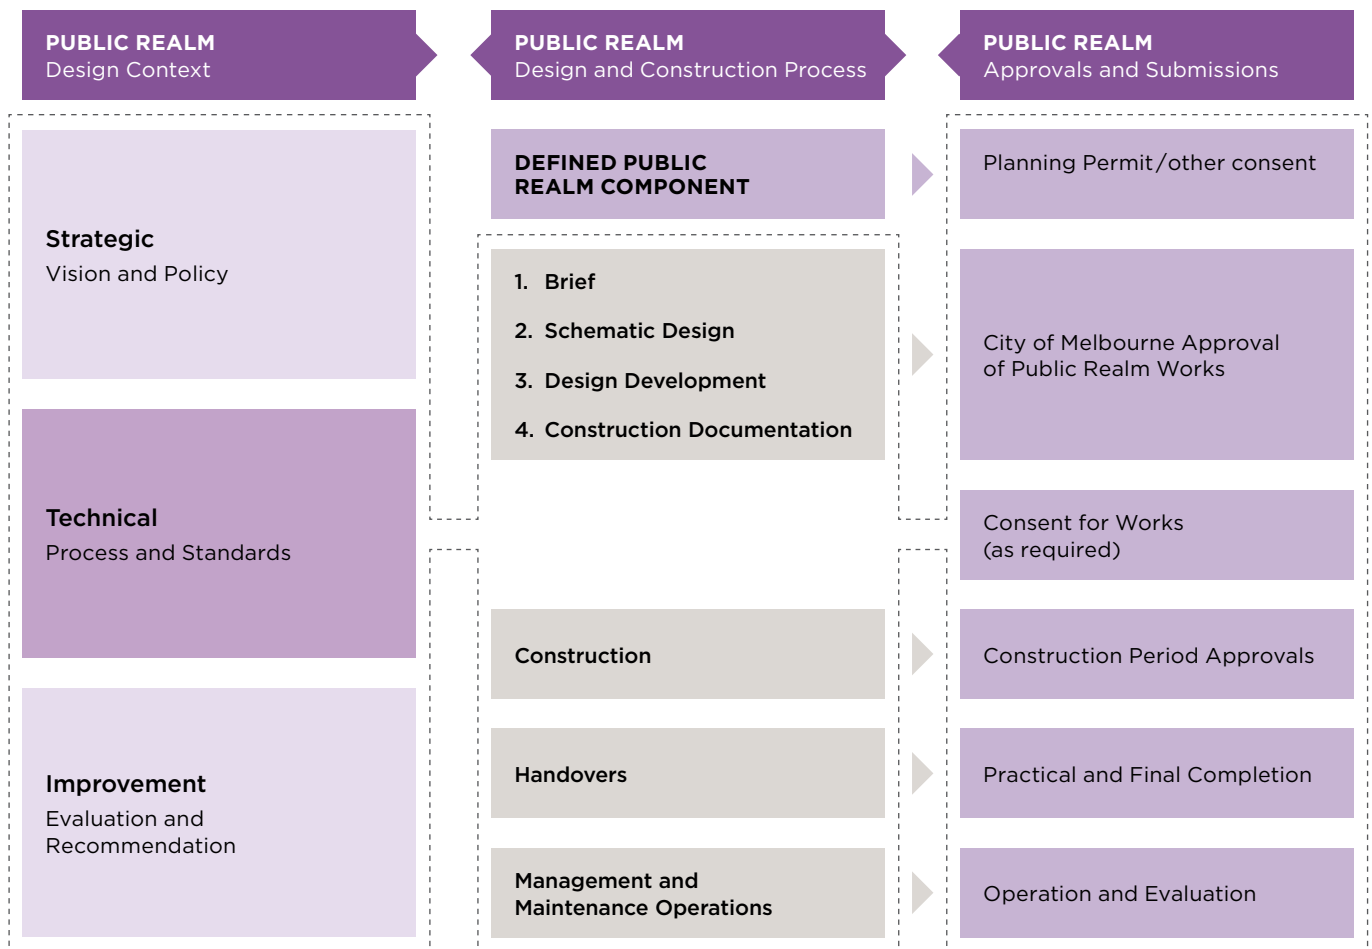 PUBLIC REALM
Design Context
Strategic
Vision and Policy
Technical
Process and Standards
Improvement
Evaluation and
Recommendation
PUBLIC REALM
Design and Construction Process
DEFINED PUBLIC
REALM COMPONENT
1. Brief
2. Schematic Design
3. Design Development
4. Construction Documentation
Construction
Handovers
Management and
Maintenance Operations
PUBLIC REALM
Approvals and Submissions
Planning Permit/other consent
City of Melbourne Approval
of Public Realm Works
Consent for Works
(as required)
Construction Period Approvals
Practical and Final Completion
Operation and Evaluation